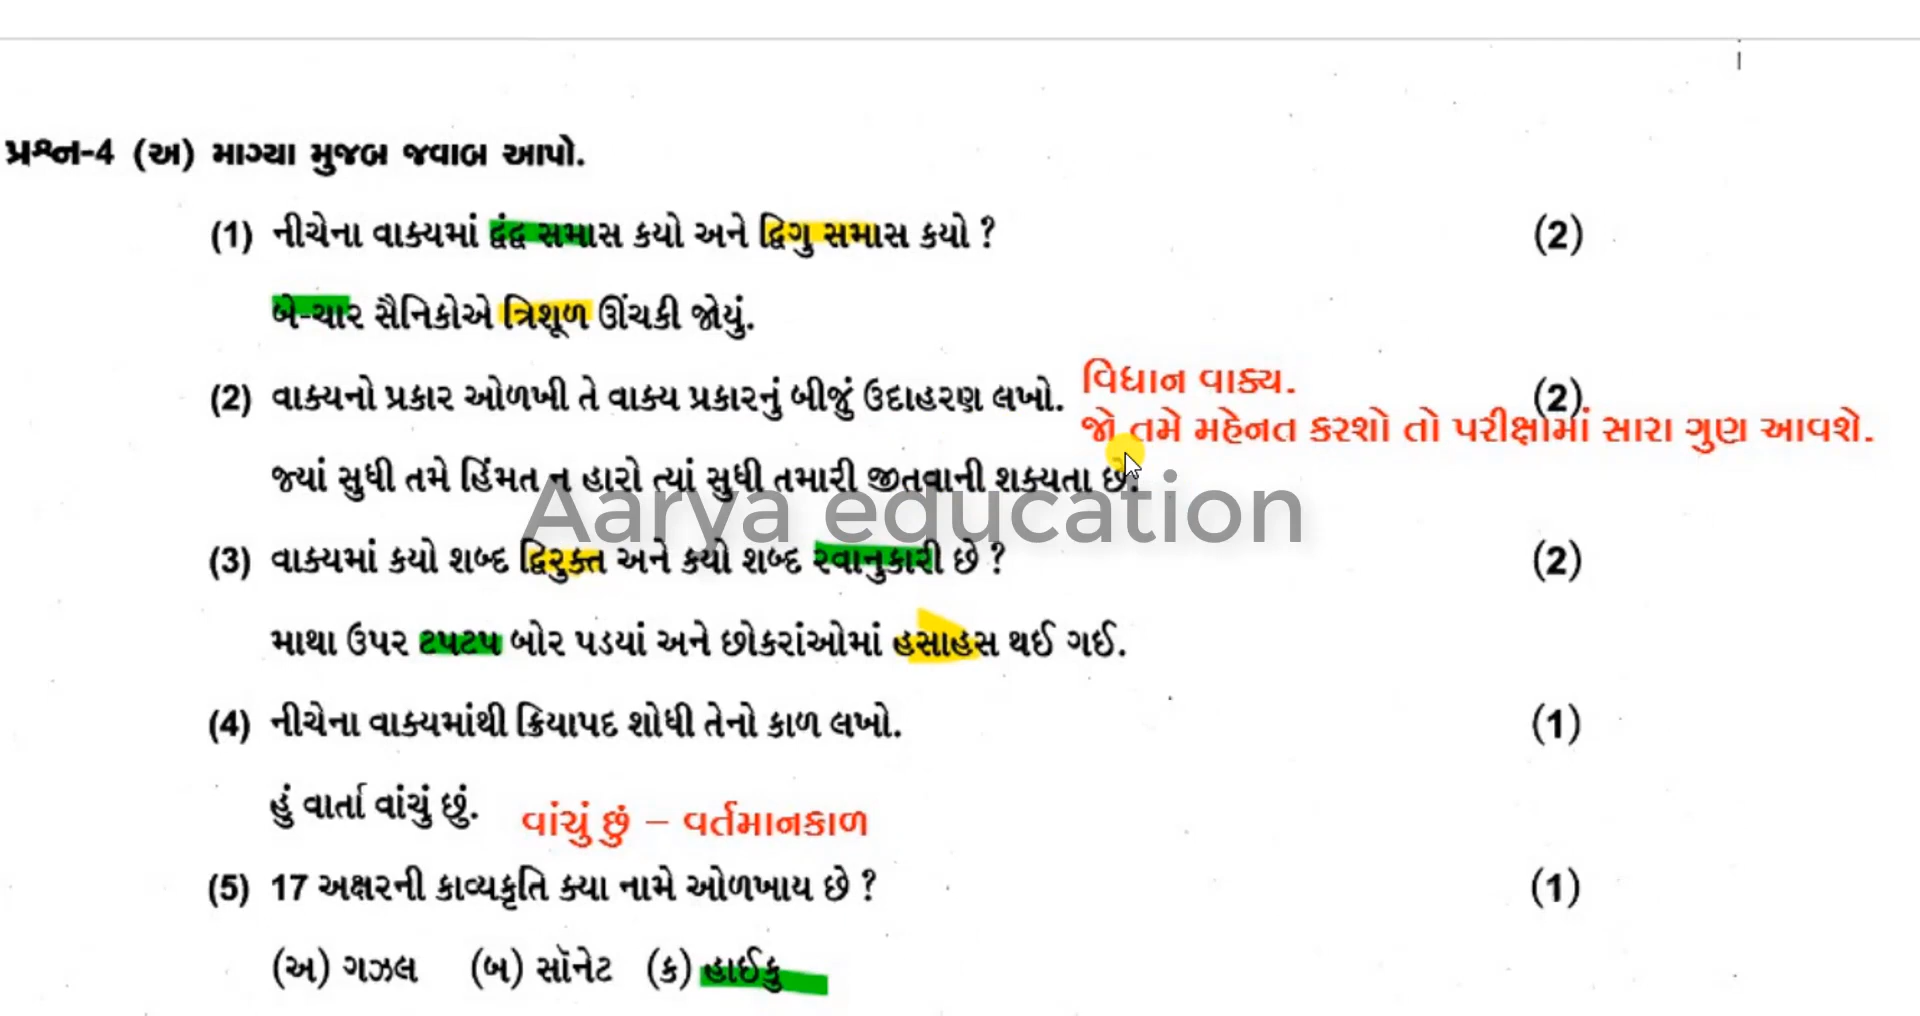 પ્રશ્ન-4 (અ) માગ્યા મુજબ જવાબ આપો.
(1) નીચેના વાક્યમાં દ્વંદ્વ સમાસ કયો અને દ્વિગુ સમાસ કયો ? (2)
બે-ચાર સૈનિકોએ ત્રિશૂળ ઊંચકી જોયું.
(2) વાક્યનો પ્રકાર ઓળખી તે વાક્ય પ્રકારનું બીજું ઉદાહરણ લખો. વિધાન વાક્ય. (2)
જો તમે મહેનત કરશો તો પરીક્ષામાં સારા ગુણ આવશે.
જ્યાં સુધી તમે હિંમત ન હારો ત્યાં સુધી તમારી જીતવાની શક્યતા છે.
Aarya education
(3) વાક્યમાં કયો શબ્દ દ્વિરુક્ત અને કયો શબ્દ રવાનુકારી છે ? (2)
માથા ઉપર ટપટપ બોર પડયાં અને છોકરાંઓમાં હસાહસ થઈ ગઈ.
(4) નીચેના વાક્યમાંથી ક્રિયાપદ શોધી તેનો કાળ લખો. (1)
હું વાર્તા વાંચું છું. વાંચું છું – વર્તમાનકાળ
(5) 17 અક્ષરની કાવ્યકૃતિ ક્યા નામે ઓળખાય છે ? (1)
(અ) ગઝલ (બ) સૉનેટ (ક) હાઈકુ